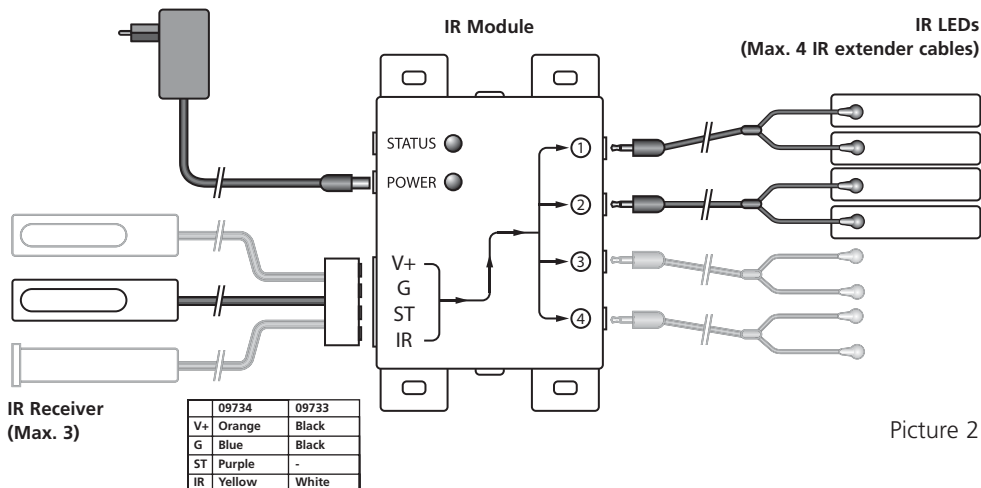 IR Module
IR LEDs
(Max. 4 IR extender cables)
STATUS
POWER
1
2
3
4
V+
G
ST
IR
IR Receiver
(Max. 3)
09734 09733
V+ Orange Black
G Blue Black
ST Purple -
IR Yellow White
Picture 2